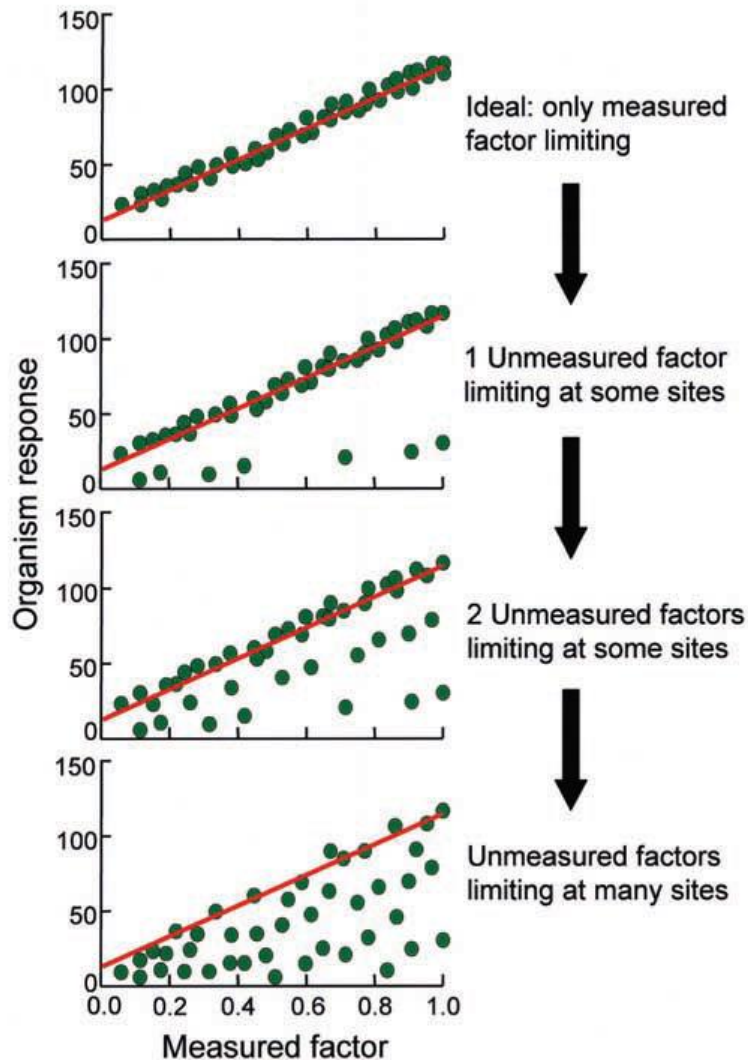 150
100
50
0
Ideal: only measured
factor limiting
150
100
50
0
1 Unmeasured factor
limiting at some sites
Organism response
150
100
50
0
2 Unmeasured factors
limiting at some sites
150
100
50
0
Unmeasured factors
limiting at many sites
0.0 0.2 0.4 0.6 0.8 1.0
Measured factor